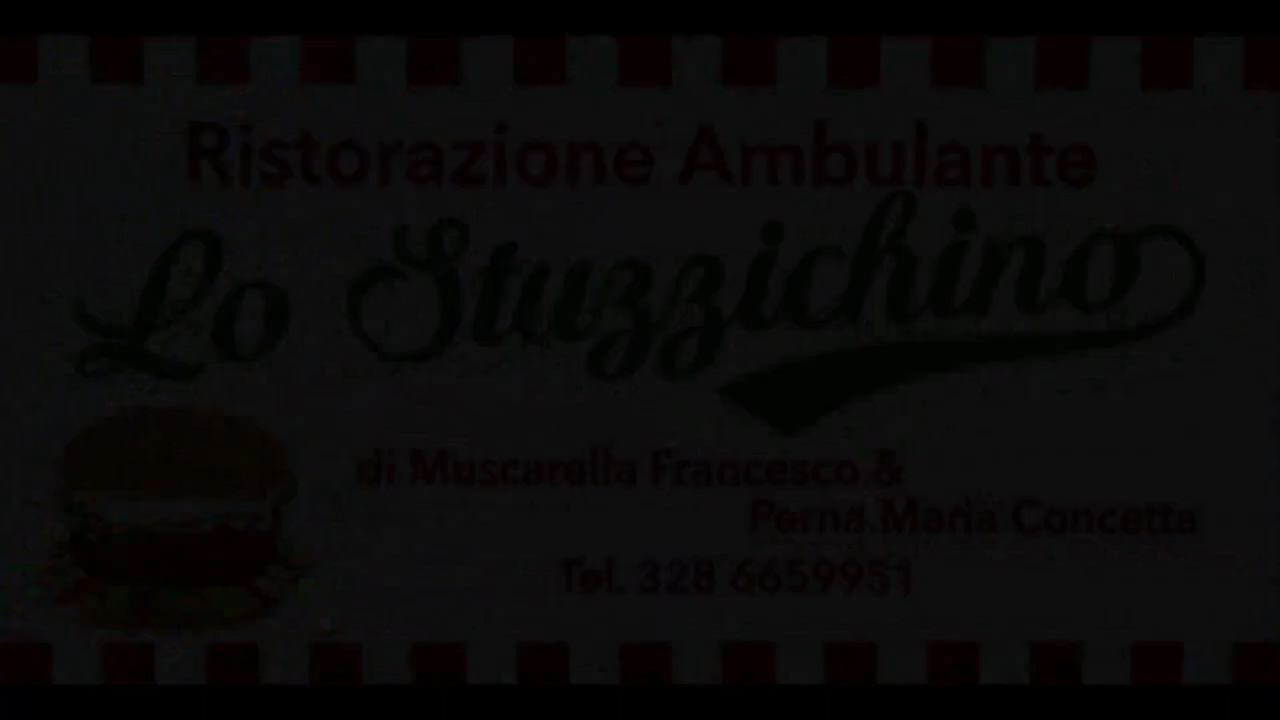 Ristorazione Ambulante
Lo Stuzzichino
di Muscarella Francesco &
Perna Maria Concetta
Tel. 328 6659951